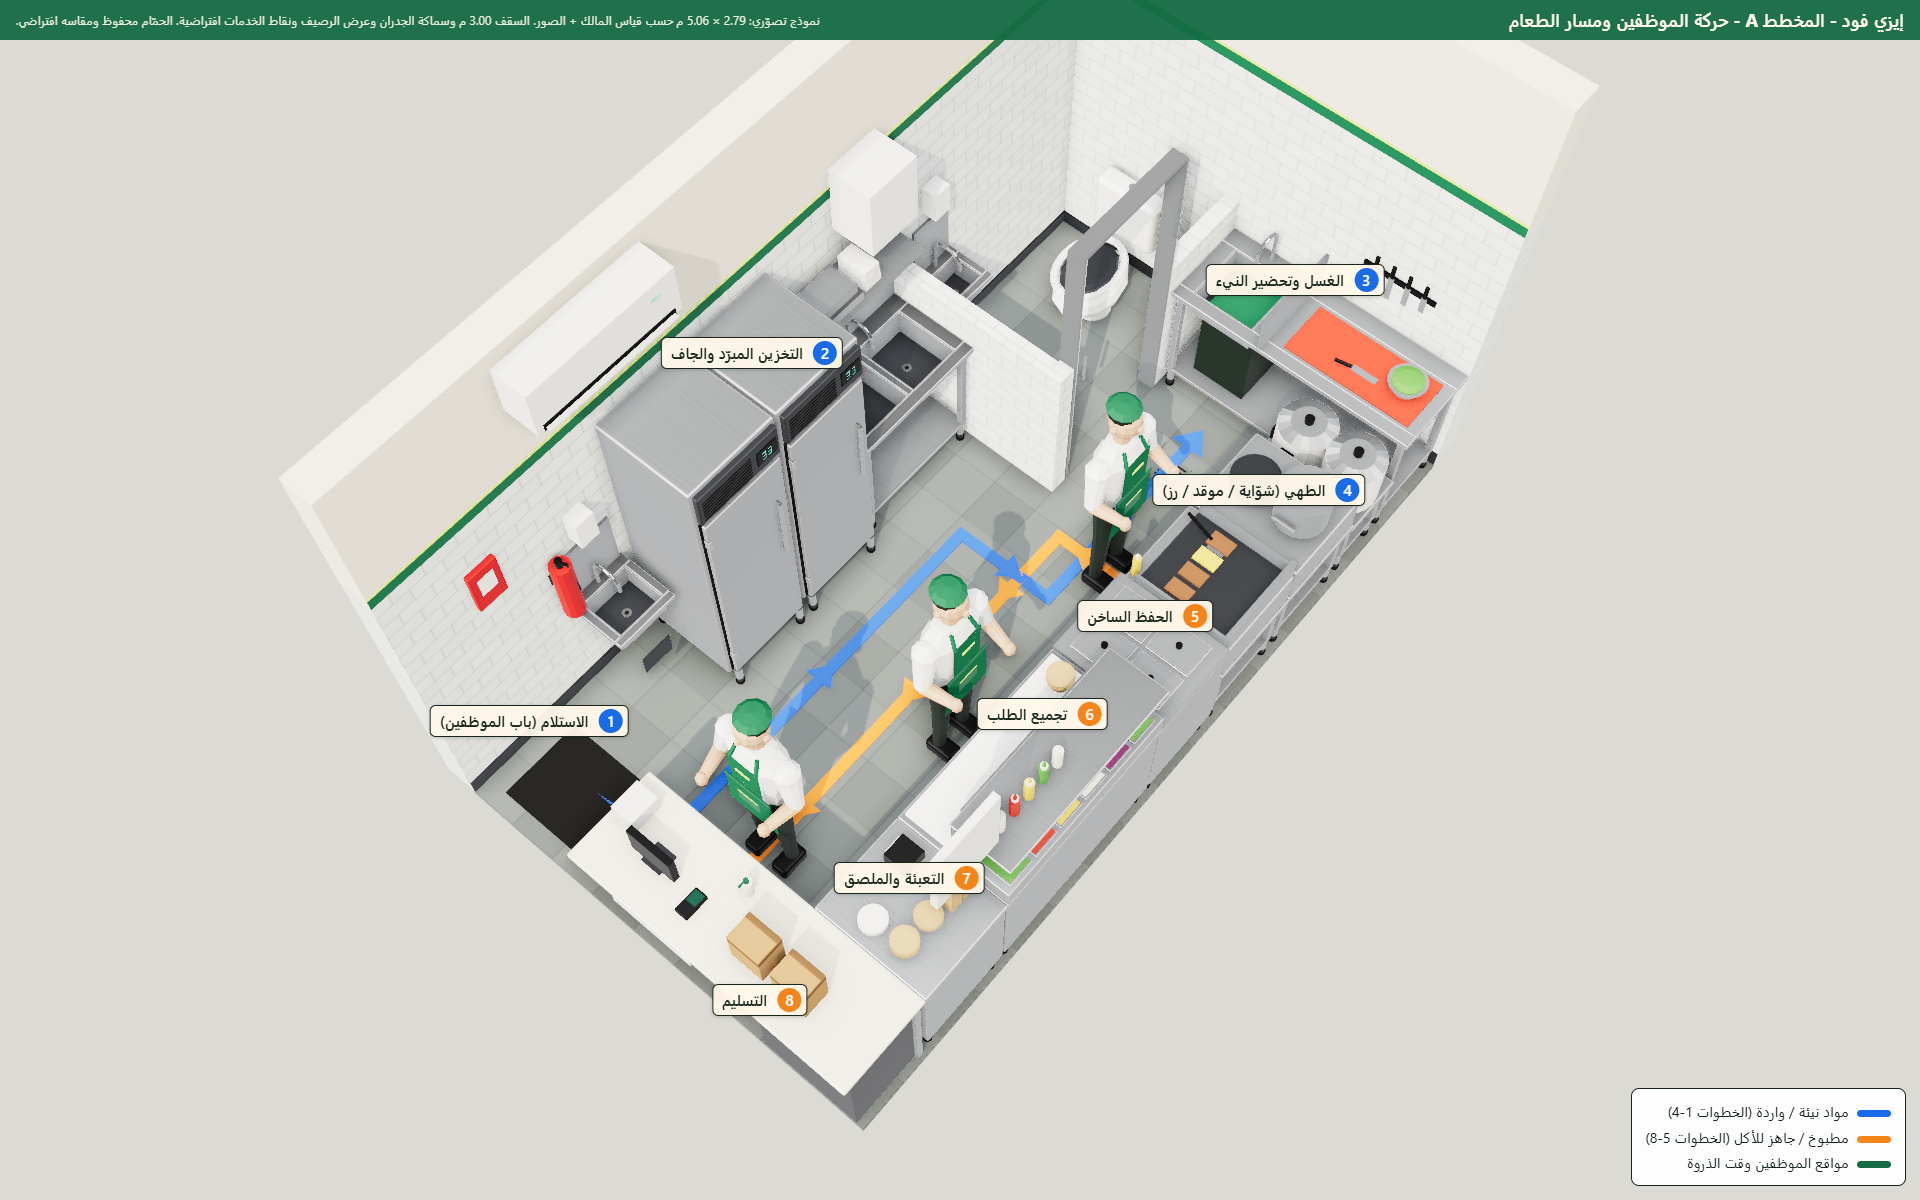 إيزي فود - المخطط A - حركة الموظفين ومسار الطعام
نموذج تصوّري: 2.79 × 5.06 م حسب قياس المالك + الصور. السقف 3.00 م وسماكة الجدران وعرض الرصيف ونقاط الخدمات افتراضية. الحمّام محفوظ ومقاسه افتراضي.
3 الغسل وتحضير النيء
2 التخزين المبرّد والجاف
4 الطهي (شوّاية / موقد / رز)
5 الحفظ الساخن
6 تجميع الطلب
1 الاستلام (باب الموظفين)
7 التعبئة والملصق
8 التسليم
مواد نيئة / واردة (الخطوات 1-4)
مطبوخ / جاهز للأكل (الخطوات 5-8)
مواقع الموظفين وقت الذروة